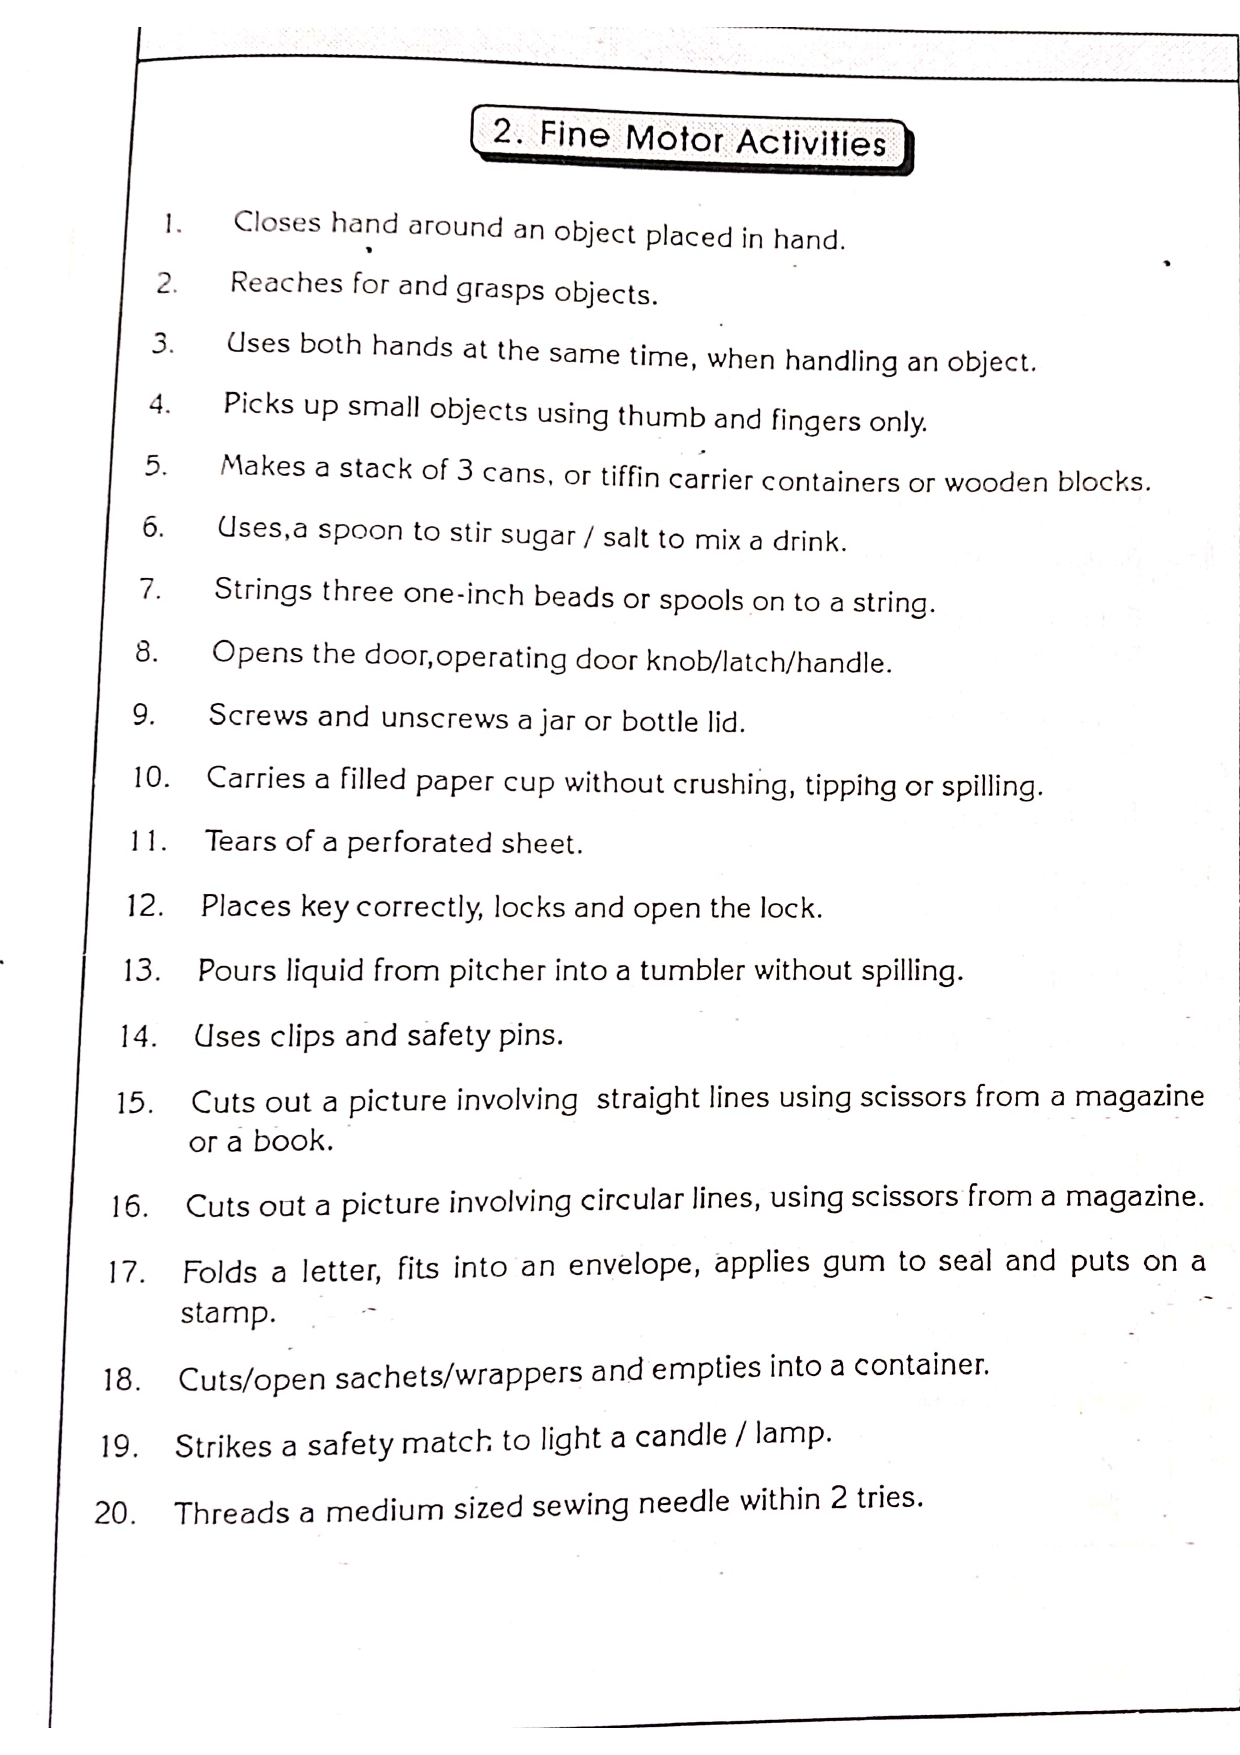 2. Fine Motor Activities
1. Closes hand around an object placed in hand.
2. Reaches for and grasps objects.
3. Uses both hands at the same time, when handling an object.
4. Picks up small objects using thumb and fingers only.
5. Makes a stack of 3 cans, or tiffin carrier containers or wooden blocks.
6. Uses,a spoon to stir sugar / salt to mix a drink.
7. Strings three one-inch beads or spools on to a string.
8. Opens the door,operating door knob/latch/handle.
9. Screws and unscrews a jar or bottle lid.
10. Carries a filled paper cup without crushing, tipping or spilling.
11. Tears of a perforated sheet.
12. Places key correctly, locks and open the lock.
13. Pours liquid from pitcher into a tumbler without spilling.
14. Uses clips and safety pins.
15. Cuts out a picture involving straight lines using scissors from a magazine
or a book.
16. Cuts out a picture involving circular lines, using scissors from a magazine.
17. Folds a letter, fits into an envelope, applies gum to seal and puts on a
stamp.
18. Cuts/open sachets/wrappers and empties into a container.
19. Strikes a safety match to light a candle / lamp.
20. Threads a medium sized sewing needle within 2 tries.